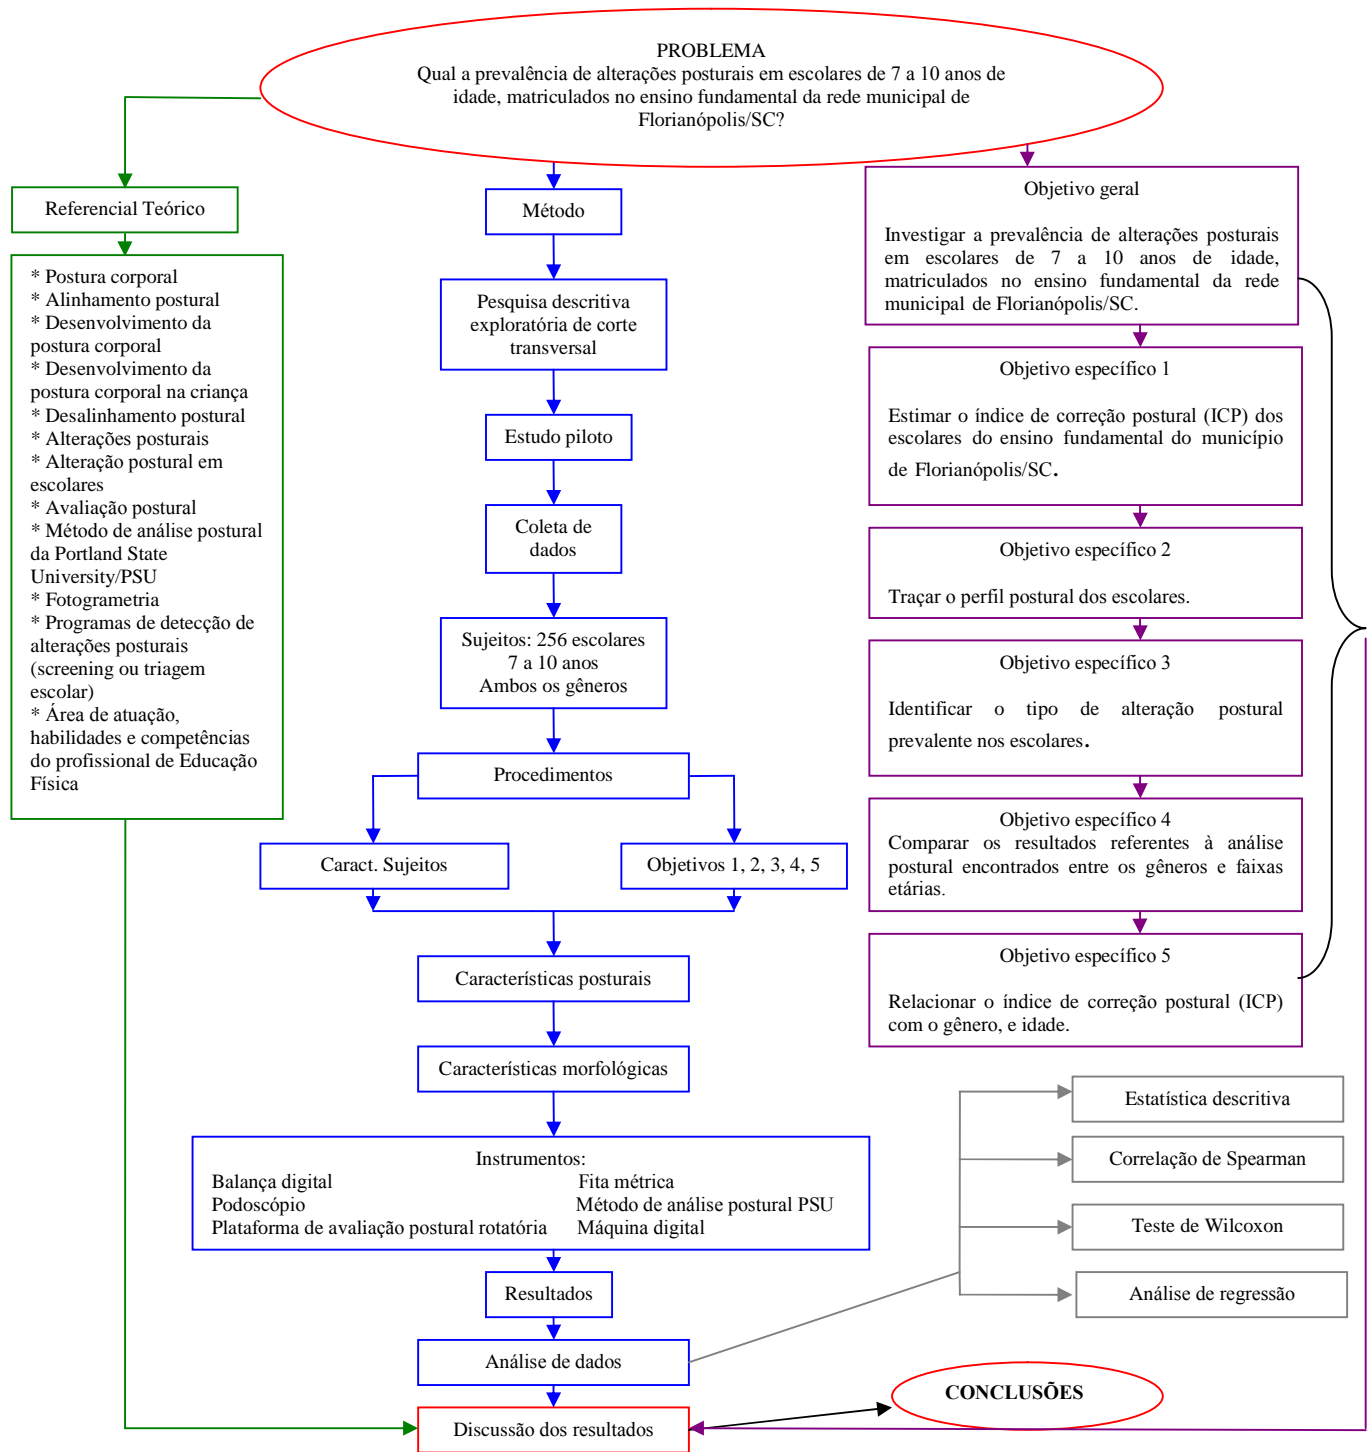 PROBLEMA
Qual a prevalência de alterações posturais em escolares de 7 a 10 anos de
idade, matriculados no ensino fundamental da rede municipal de
Florianópolis/SC?
Referencial Teórico
* Postura corporal
* Alinhamento postural
* Desenvolvimento da
postura corporal
* Desenvolvimento da
postura corporal na criança
* Desalinhamento postural
* Alterações posturais
* Alteração postural em
escolares
* Avaliação postural
* Método de análise postural
da Portland State
University/PSU
* Fotogrametria
* Programas de detecção de
alterações posturais
(screening ou triagem
escolar)
* Área de atuação,
habilidades e competências
do profissional de Educação
Física
Método
Pesquisa descritiva
exploratória de corte
transversal
Estudo piloto
Coleta de
dados
Sujeitos: 256 escolares
7 a 10 anos
Ambos os gêneros
Procedimentos
Caract. Sujeitos
Objetivos 1, 2, 3, 4, 5
Características posturais
Características morfológicas
Instrumentos:
Balança digital Fita métrica
Podoscópio Método de análise postural PSU
Plataforma de avaliação postural rotatória Máquina digital
Resultados
Análise de dados
Discussão dos resultados
Objetivo geral
Investigar a prevalência de alterações posturais
em escolares de 7 a 10 anos de idade,
matriculados no ensino fundamental da rede
municipal de Florianópolis/SC.
Objetivo específico 1
Estimar o índice de correção postural (ICP) dos
escolares do ensino fundamental do município
de Florianópolis/SC.
Objetivo específico 2
Traçar o perfil postural dos escolares.
Objetivo específico 3
Identificar o tipo de alteração postural
prevalente nos escolares.
Objetivo específico 4
Comparar os resultados referentes à análise
postural encontrados entre os gêneros e faixas
etárias.
Objetivo específico 5
Relacionar o índice de correção postural (ICP)
com o gênero, e idade.
Estatística descritiva
Correlação de Spearman
Teste de Wilcoxon
Análise de regressão
CONCLUSÕES